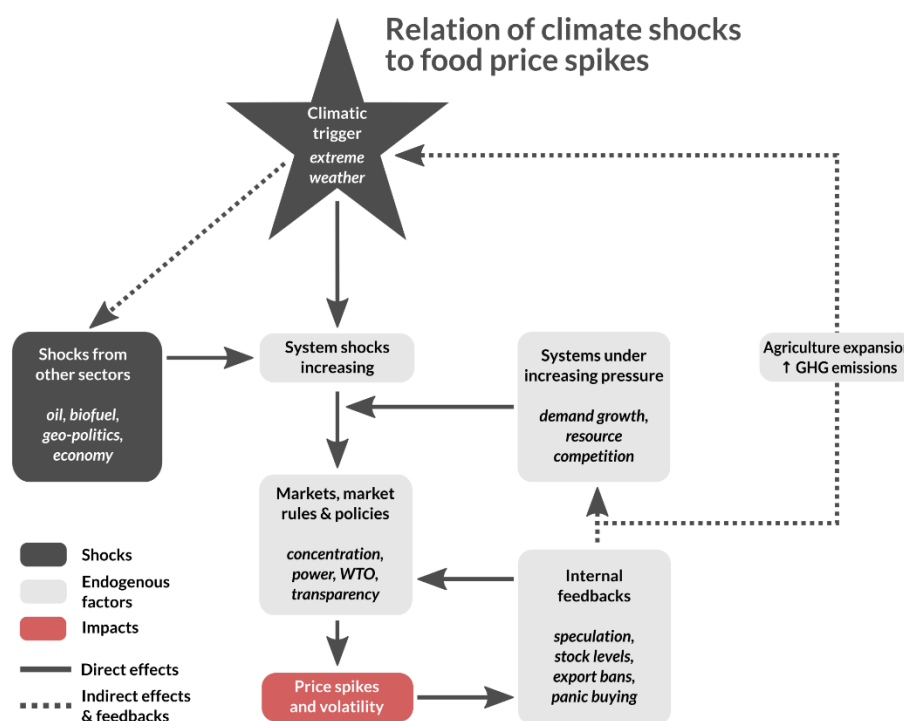 Relation of climate shocks
to food price spikes
Climatic
trigger
extreme
weather
Shocks from
other sectors
oil, biofuel,
geo-politics,
economy
System shocks
increasing
Systems under
increasing pressure
demand growth,
resource
competition
Agriculture expansion
↑ GHG emissions
Markets, market
rules & policies
concentration,
power, WTO,
transparency
Internal
feedbacks
speculation,
stock levels,
export bans,
panic buying
Price spikes
and volatility
Shocks
Endogenous
factors
Impacts
Direct effects
Indirect effects
& feedbacks